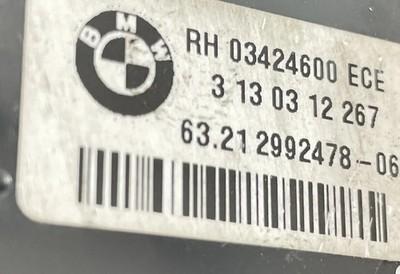 BMW
RH 03424600 ECE
3 13 03 12 267
63.21 2992478-06